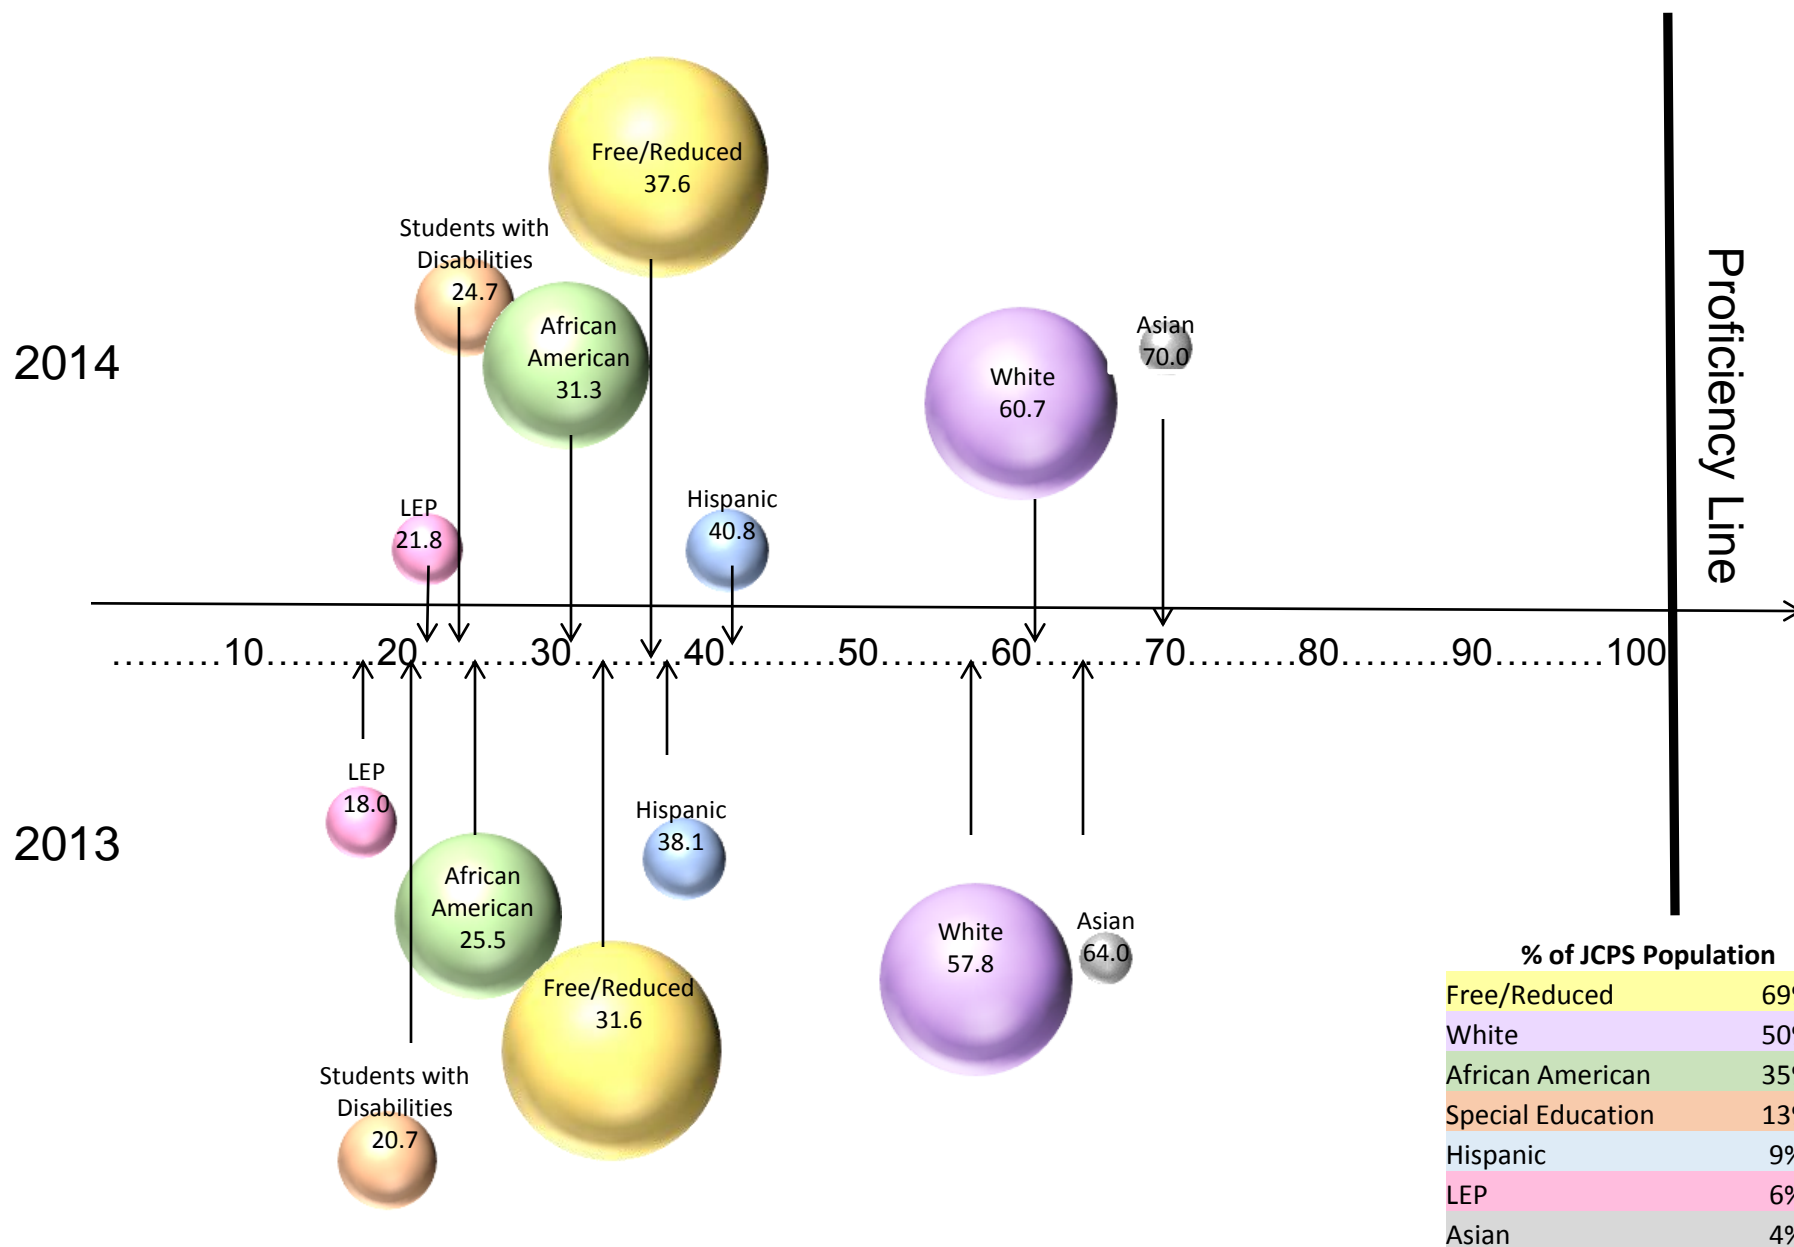 Free/Reduced
37.6
Students with
Disabilities
24.7
African
American
31.3
2014
White
60.7
Asian
70.0
Proficiency Line
LEP
21.8
Hispanic
40.8
.........10.........20.........30.........40.........50.........60.........70.........80.........90.........100
2013
LEP
18.0
Hispanic
38.1
African
American
25.5
White
57.8
Asian
64.0
Free/Reduced
31.6
Students with
Disabilities
20.7
% of JCPS Population
Free/Reduced 69%
White 50%
African American 35%
Special Education 13%
Hispanic 9%
LEP 6%
Asian 4%